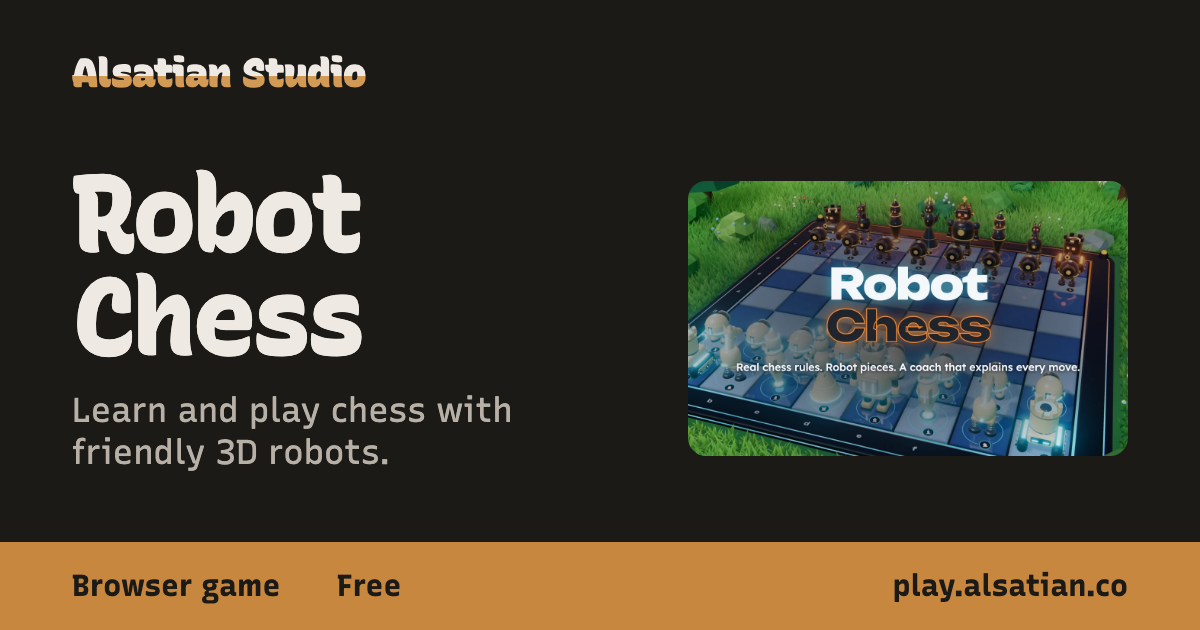 Alsatian Studio
Robot
Chess
Learn and play chess with
friendly 3D robots.
Robot
Chess
Real chess rules. Robot pieces. A coach that explains every move.
Browser game
Free
play.alsatian.co